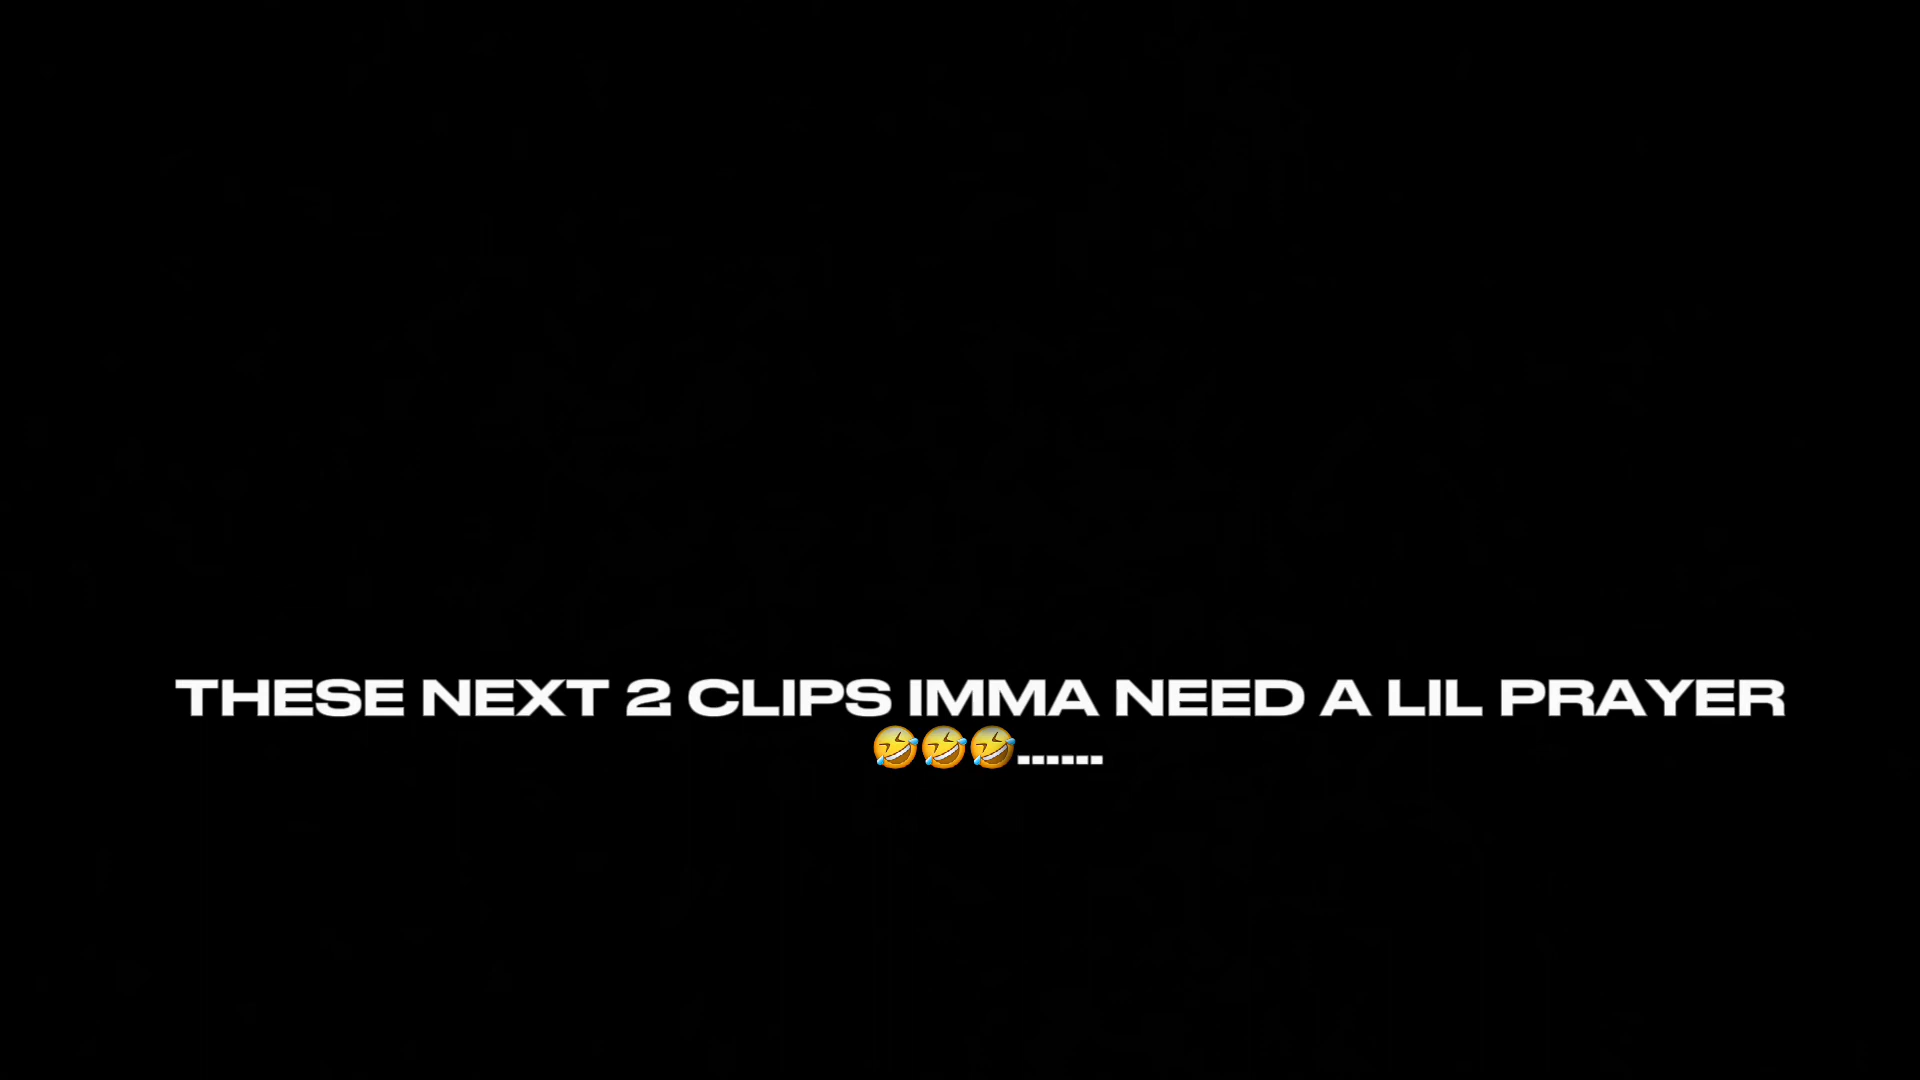 THESE NEXT 2 CLIPS IMMA NEED A LIL PRAYER
🤣🤣🤣......